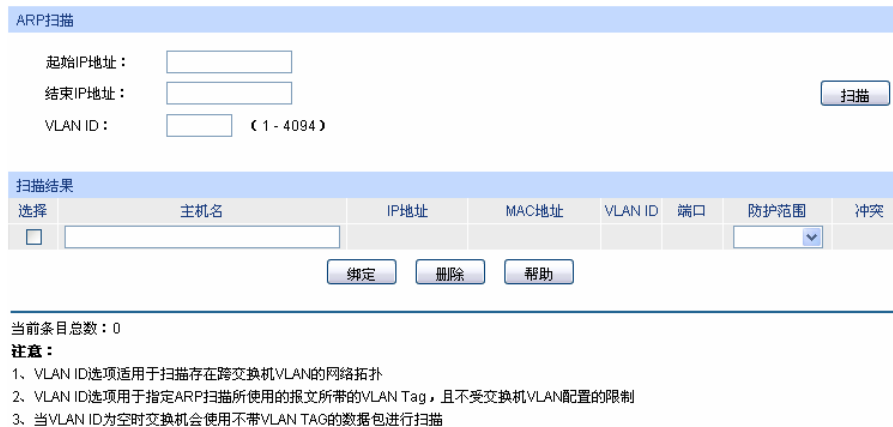 ARP扫描
起始IP地址：
结束IP地址：
扫描
VLAN ID： （1 - 4094）
扫描结果
选择 主机名 IP地址 MAC地址 VLAN ID 端口 防护范围 冲突
绑定 删除 帮助
当前条目总数：0
注意：
1、VLAN ID选项适用于扫描存在跨交换机VLAN的网络拓扑
2、VLAN ID选项用于指定ARP扫描所使用的报文所带的VLAN Tag，且不受交换机VLAN配置的限制
3、当VLAN ID为空时交换机会使用不带VLAN TAG的数据包进行扫描